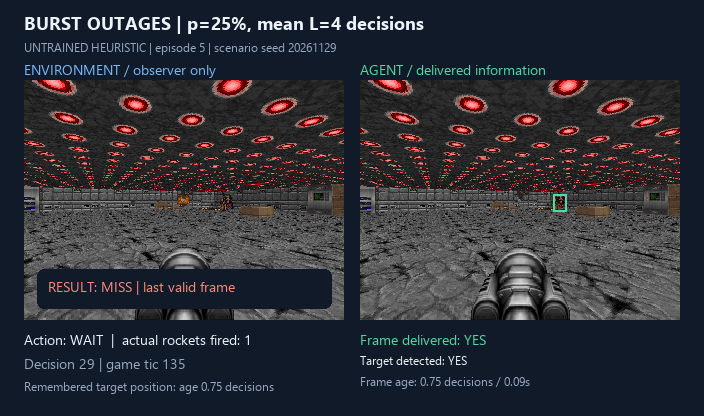 BURST OUTAGES | p=25%, mean L=4 decisions
UNTRAINED HEURISTIC | episode 5 | scenario seed 20261129
ENVIRONMENT / observer only
AGENT / delivered information
RESULT: MISS | last valid frame
Action: WAIT | actual rockets fired: 1
Frame delivered: YES
Decision 29 | game tic 135
Target detected: YES
Remembered target position: age 0.75 decisions
Frame age: 0.75 decisions / 0.09s